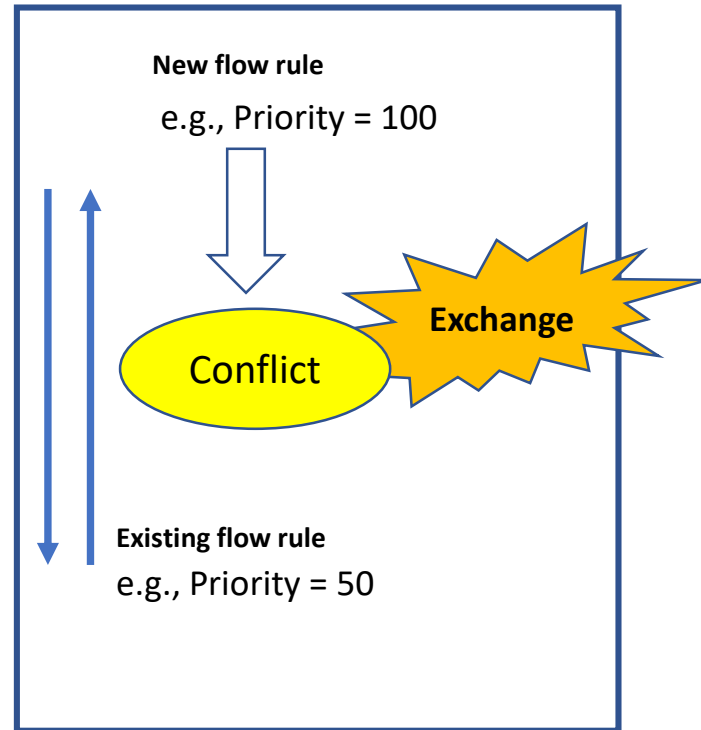 New flow rule
e.g., Priority = 100
Exchange
Conflict
Existing flow rule
e.g., Priority = 50